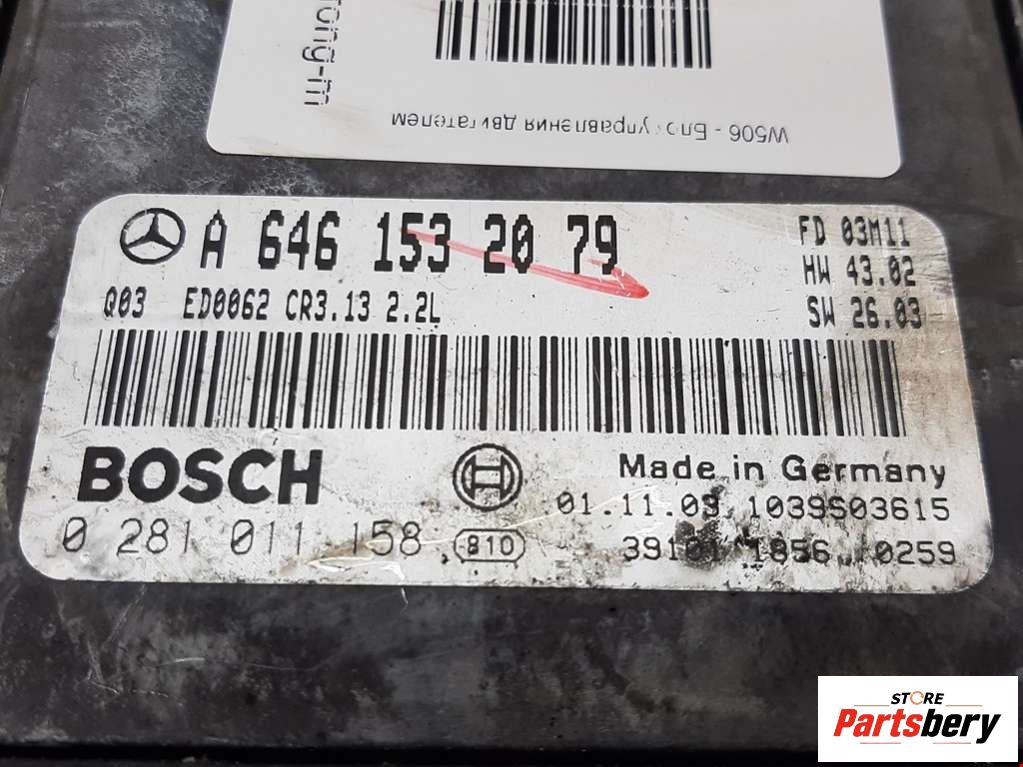 W506 - Блок управления двигателем
A 646 153 20 79
FD 03M11
HW 43.02
Q03 ED0062 CR3.13 2.2L
SW 26.03
BOSCH
Made in Germany
01.11.03 1039S03615
0 281 011 158 810
0259
STORE
Partsbery